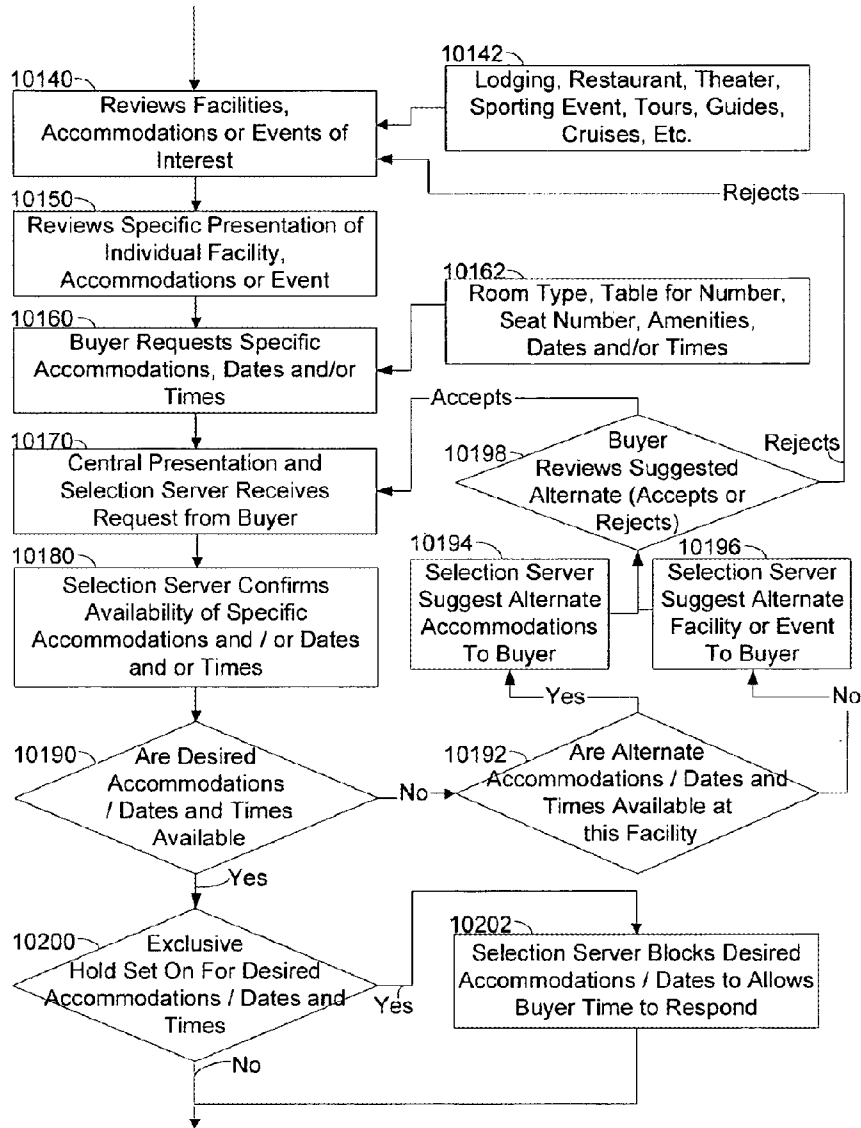 10140
Reviews Facilities,
Accommodations or Events of
Interest
10142
Lodging, Restaurant, Theater,
Sporting Event, Tours, Guides,
Cruises, Etc.
Rejects
10150
Reviews Specific Presentation of
Individual Facility,
Accommodations or Event
10162
Room Type, Table for Number,
Seat Number, Amenities,
Dates and/or Times
10160
Buyer Requests Specific
Accommodations, Dates and/or
Times
Accepts
10170
Central Presentation and
Selection Server Receives
Request from Buyer
10198
Buyer
Reviews Suggested
Alternate (Accepts or
Rejects)
Rejects
10180
Selection Server Confirms
Availability of Specific
Accommodations and / or Dates
and or Times
10194
Selection Server
Suggest Alternate
Accommodations
To Buyer
10196
Selection Server
Suggest Alternate
Facility or Event
To Buyer
Yes
No
10190
Are Desired
Accommodations
/ Dates and Times
Available
No
10192
Are Alternate
Accommodations / Dates and
Times Available at
this Facility
Yes
10200
Exclusive
Hold Set On For Desired
Accommodations / Dates and
Times
Yes
10202
Selection Server Blocks Desired
Accommodations / Dates to Allows
Buyer Time to Respond
No